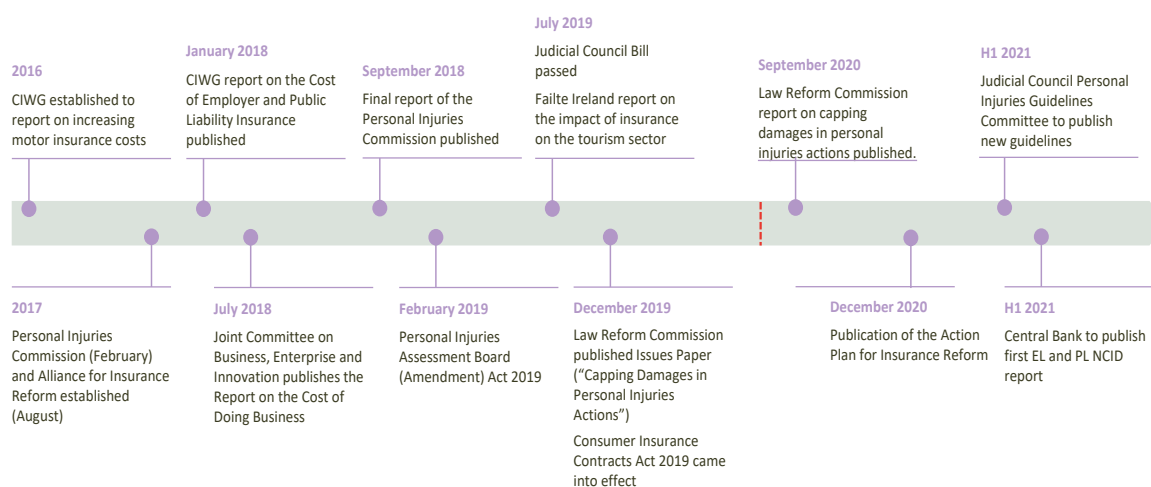 2016
CIWG established to
report on increasing
motor insurance costs
January 2018
CIWG report on the Cost
of Employer and Public
Liability Insurance
published
September 2018
Final report of the
Personal Injuries
Commission published
July 2019
Judicial Council Bill
passed
Failte Ireland report on
the impact of insurance
on the tourism sector
September 2020
Law Reform Commission
report on capping
damages in personal
injuries actions published.
H1 2021
Judicial Council Personal
Injuries Guidelines
Committee to publish
new guidelines
2017
Personal Injuries
Commission (February)
and Alliance for Insurance
Reform established
(August)
July 2018
Joint Committee on
Business, Enterprise and
Innovation publishes the
Report on the Cost of
Doing Business
February 2019
Personal Injuries
Assessment Board
(Amendment) Act 2019
December 2019
Law Reform Commission
published Issues Paper
(“Capping Damages in
Personal Injuries
Actions”)
Consumer Insurance
Contracts Act 2019 came
into effect
December 2020
Publication of the Action
Plan for Insurance Reform
H1 2021
Central Bank to publish
first EL and PL NCID
report